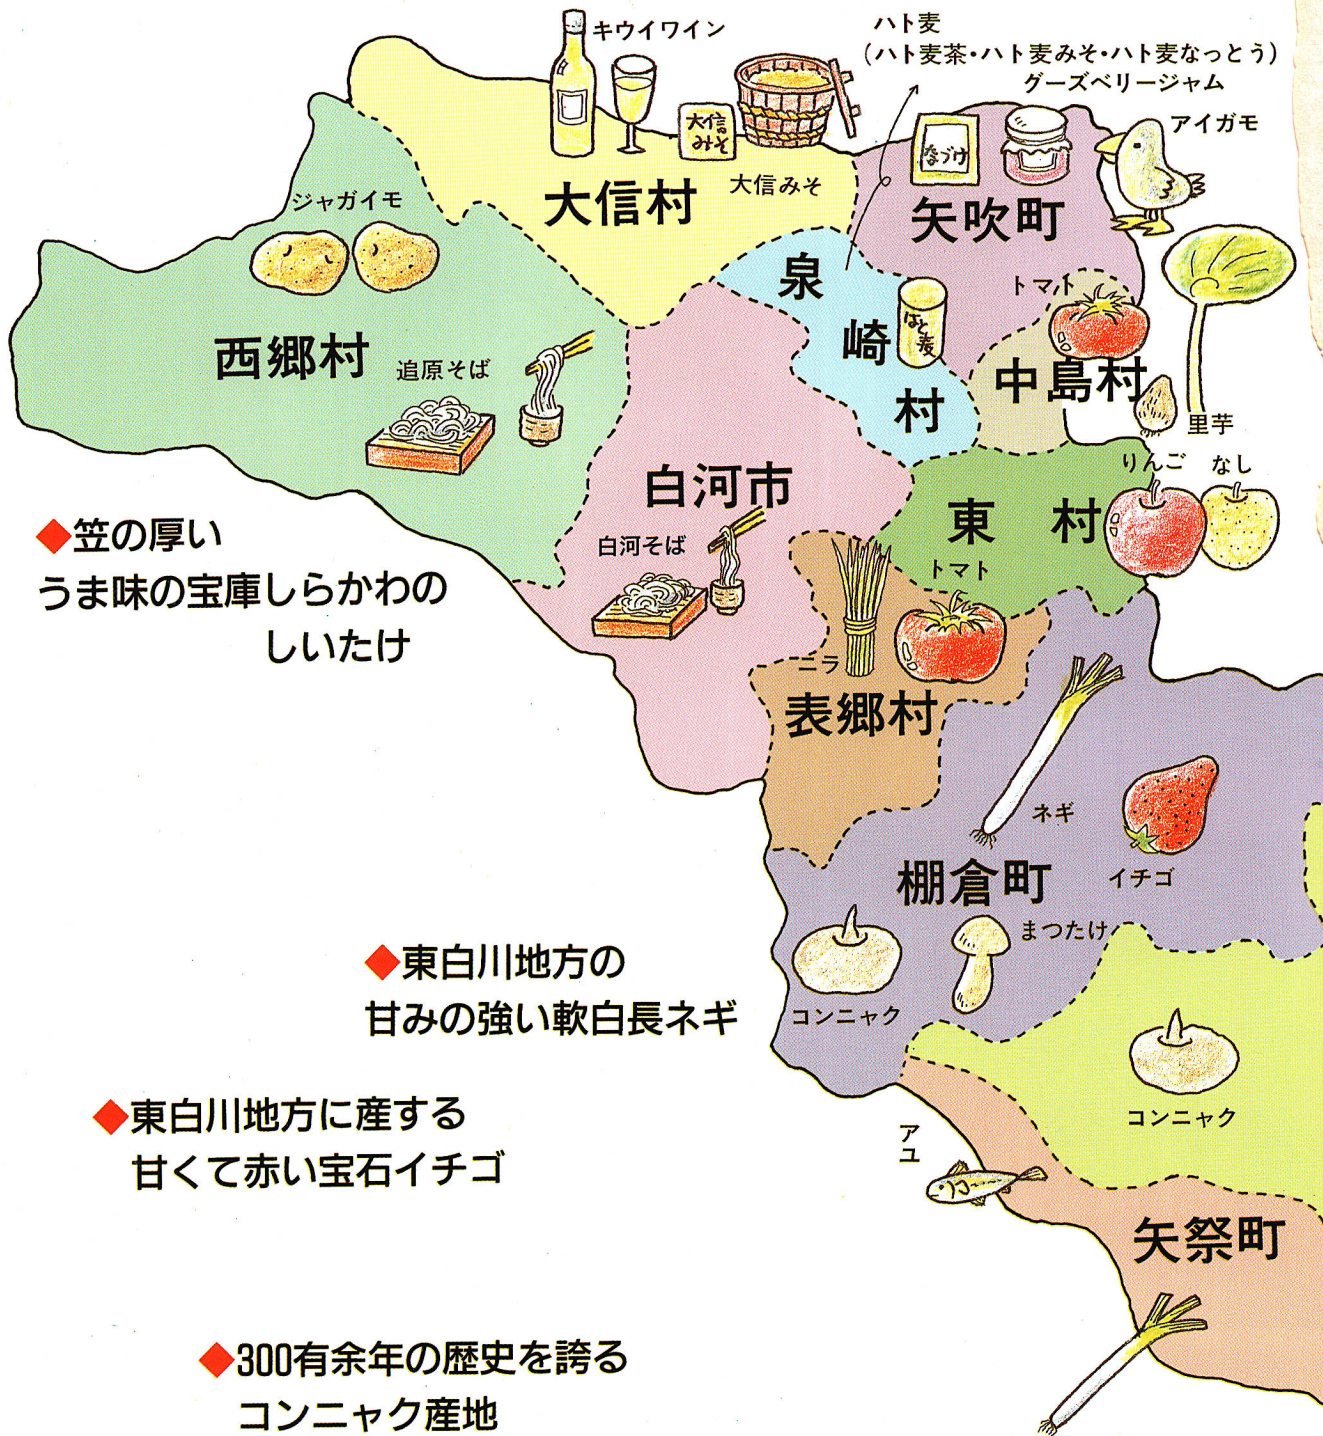 キウイワイン
ハト麦
(ハト麦茶・ハト麦みそ・ハト麦なっとう)
グーズベリージャム
アイガモ
大信
みそ
大信みそ
大信村
なづけ
矢吹町
ジャガイモ
西郷村
追原そば
泉崎村
はと麦
トマト
中島村
里芋
りんご
なし
東村
白河市
白河そば
トマト
ニラ
表郷村
◆笠の厚い
うま味の宝庫しらかわの
しいたけ
ネギ
イチゴ
棚倉町
まつたけ
コンニャク
◆東白川地方の
甘みの強い軟白長ネギ
コンニャク
◆東白川地方に産する
甘くて赤い宝石イチゴ
アユ
矢祭町
◆300有余年の歴史を誇る
コンニャク産地